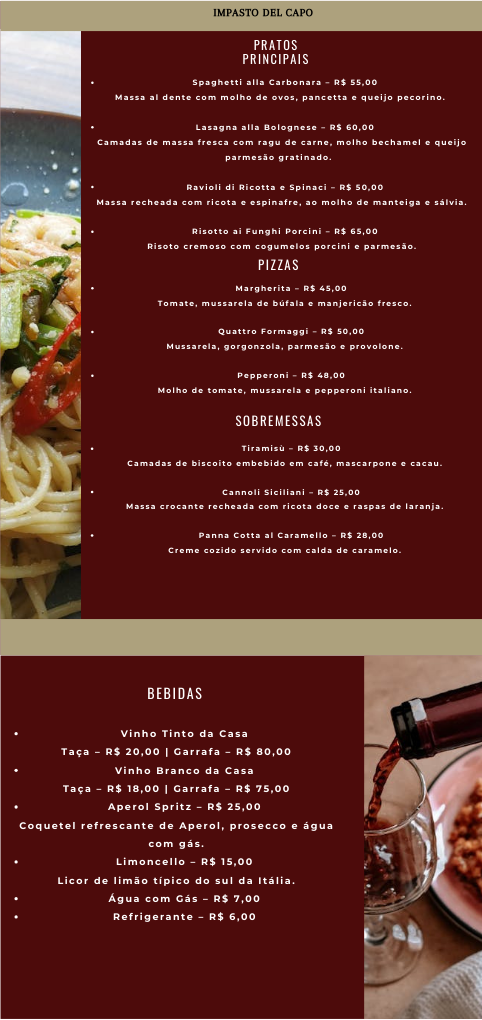 IMPASTO DEL CAPO
PRATOS
PRINCIPAIS
• Spaghetti alla Carbonara – R$ 55,00
Massa al dente com molho de ovos, pancetta e queijo pecorino.
• Lasagna alla Bolognese – R$ 60,00
Camadas de massa fresca com ragu de carne, molho bechamel e queijo
parmesão gratinado.
• Ravioli di Ricotta e Spinaci – R$ 50,00
Massa recheada com ricota e espinafre, ao molho de manteiga e sálvia.
• Risotto ai Funghi Porcini – R$ 65,00
Risoto cremoso com cogumelos porcini e parmesão.
PIZZAS
• Margherita – R$ 45,00
Tomate, mussarela de búfala e manjericão fresco.
• Quattro Formaggi – R$ 50,00
Mussarela, gorgonzola, parmesão e provolone.
• Pepperoni – R$ 48,00
Molho de tomate, mussarela e pepperoni italiano.
SOBREMESSAS
• Tiramisù – R$ 30,00
Camadas de biscoito embebido em café, mascarpone e cacau.
• Cannoli Siciliani – R$ 25,00
Massa crocante recheada com ricota doce e raspas de laranja.
• Panna Cotta al Caramello – R$ 28,00
Creme cozido servido com calda de caramelo.
BEBIDAS
• Vinho Tinto da Casa
Taça – R$ 20,00 | Garrafa – R$ 80,00
• Vinho Branco da Casa
Taça – R$ 18,00 | Garrafa – R$ 75,00
• Aperol Spritz – R$ 25,00
Coquetel refrescante de Aperol, prosecco e água
com gás.
• Limoncello – R$ 15,00
Licor de limão típico do sul da Itália.
• Água com Gás – R$ 7,00
• Refrigerante – R$ 6,00